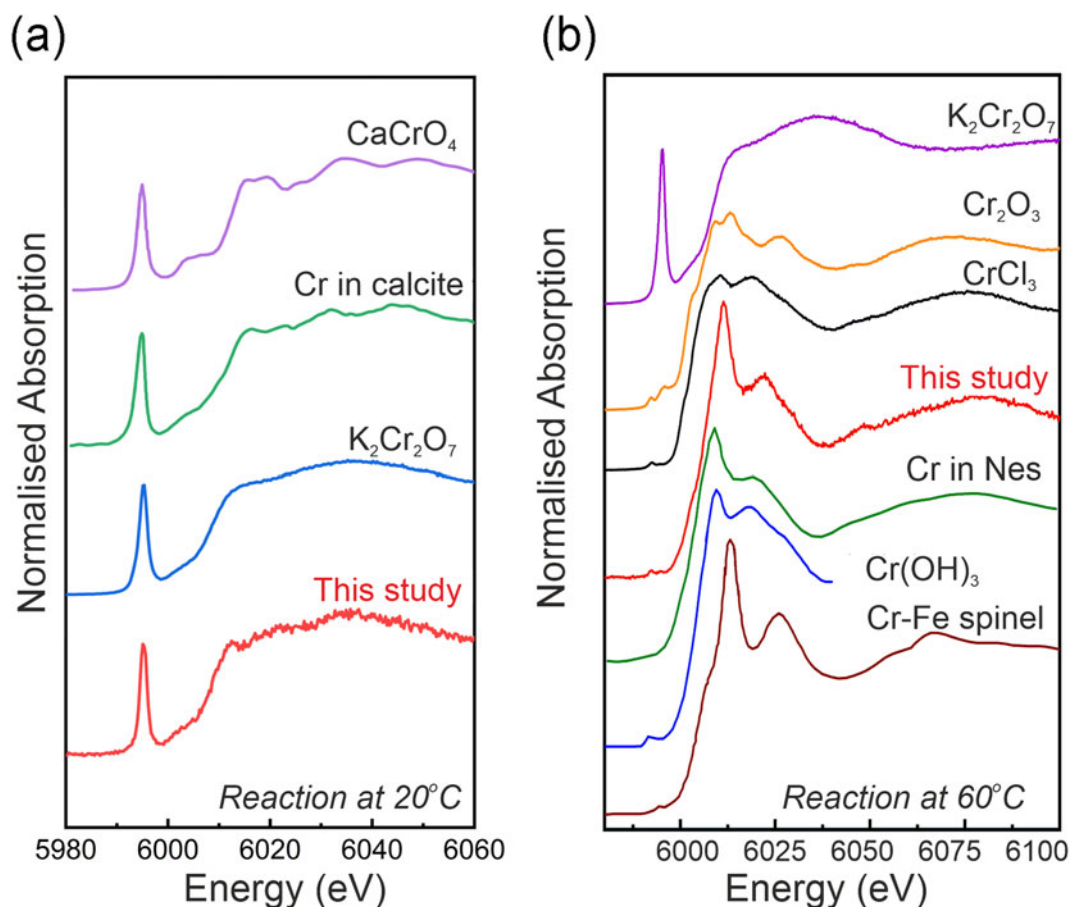 (a)
Normalised Absorption
CaCrO₄
Cr in calcite
K₂Cr₂O₇
This study
Reaction at 20°C
5980 6000 6020 6040 6060
Energy (eV)
(b)
Normalised Absorption
K₂Cr₂O₇
Cr₂O₃
CrCl₃
This study
Cr in Nes
Cr(OH)₃
Cr-Fe spinel
Reaction at 60°C
6000 6025 6050 6075 6100
Energy (eV)